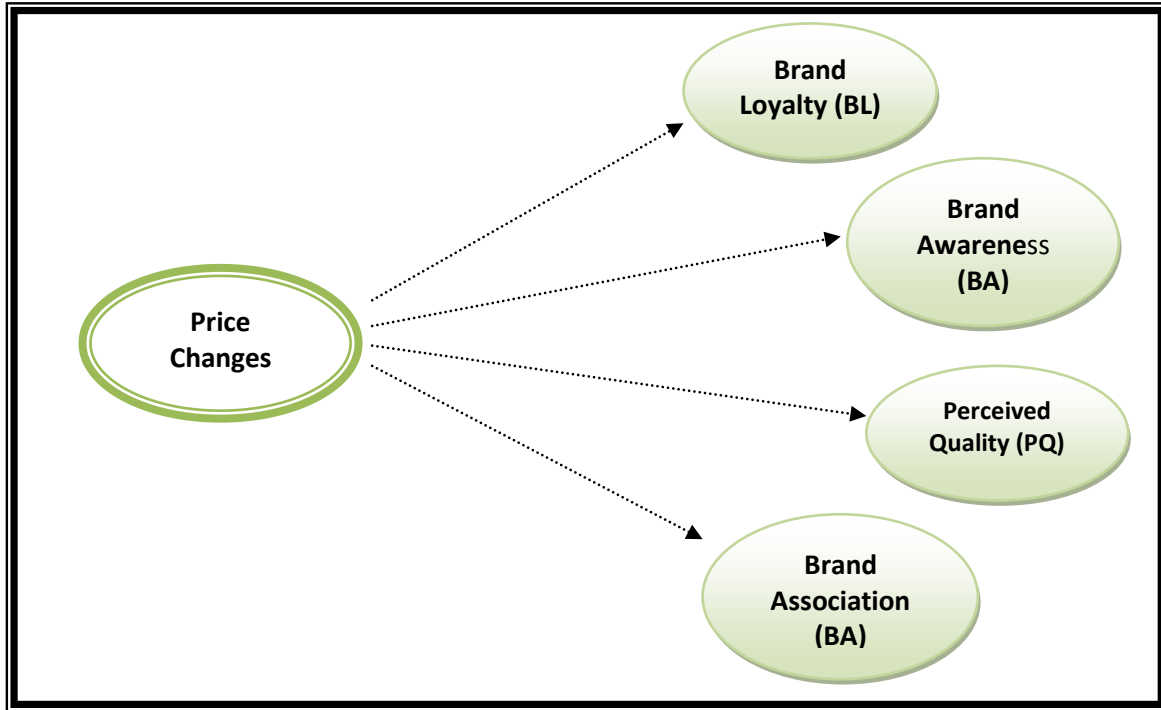 Brand
Loyalty (BL)
Brand
Awareness
(BA)
Price
Changes
Perceived
Quality (PQ)
Brand
Association
(BA)